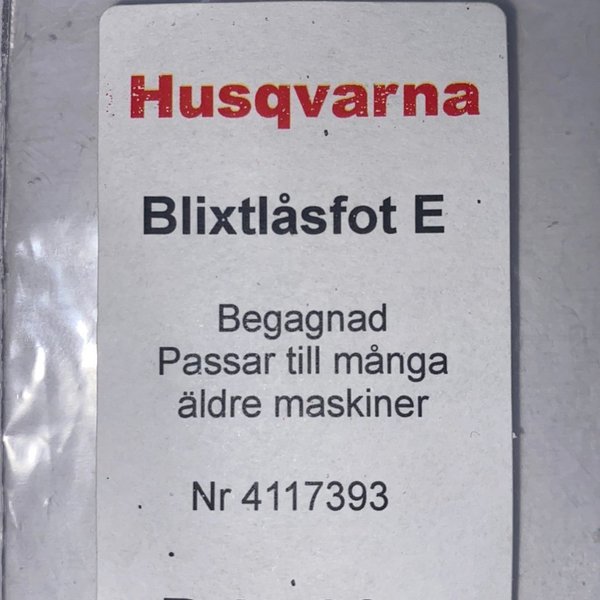 Husqvarna
Blixtlåsfot E
Begagnad
Passar till många
äldre maskiner
Nr 4117393